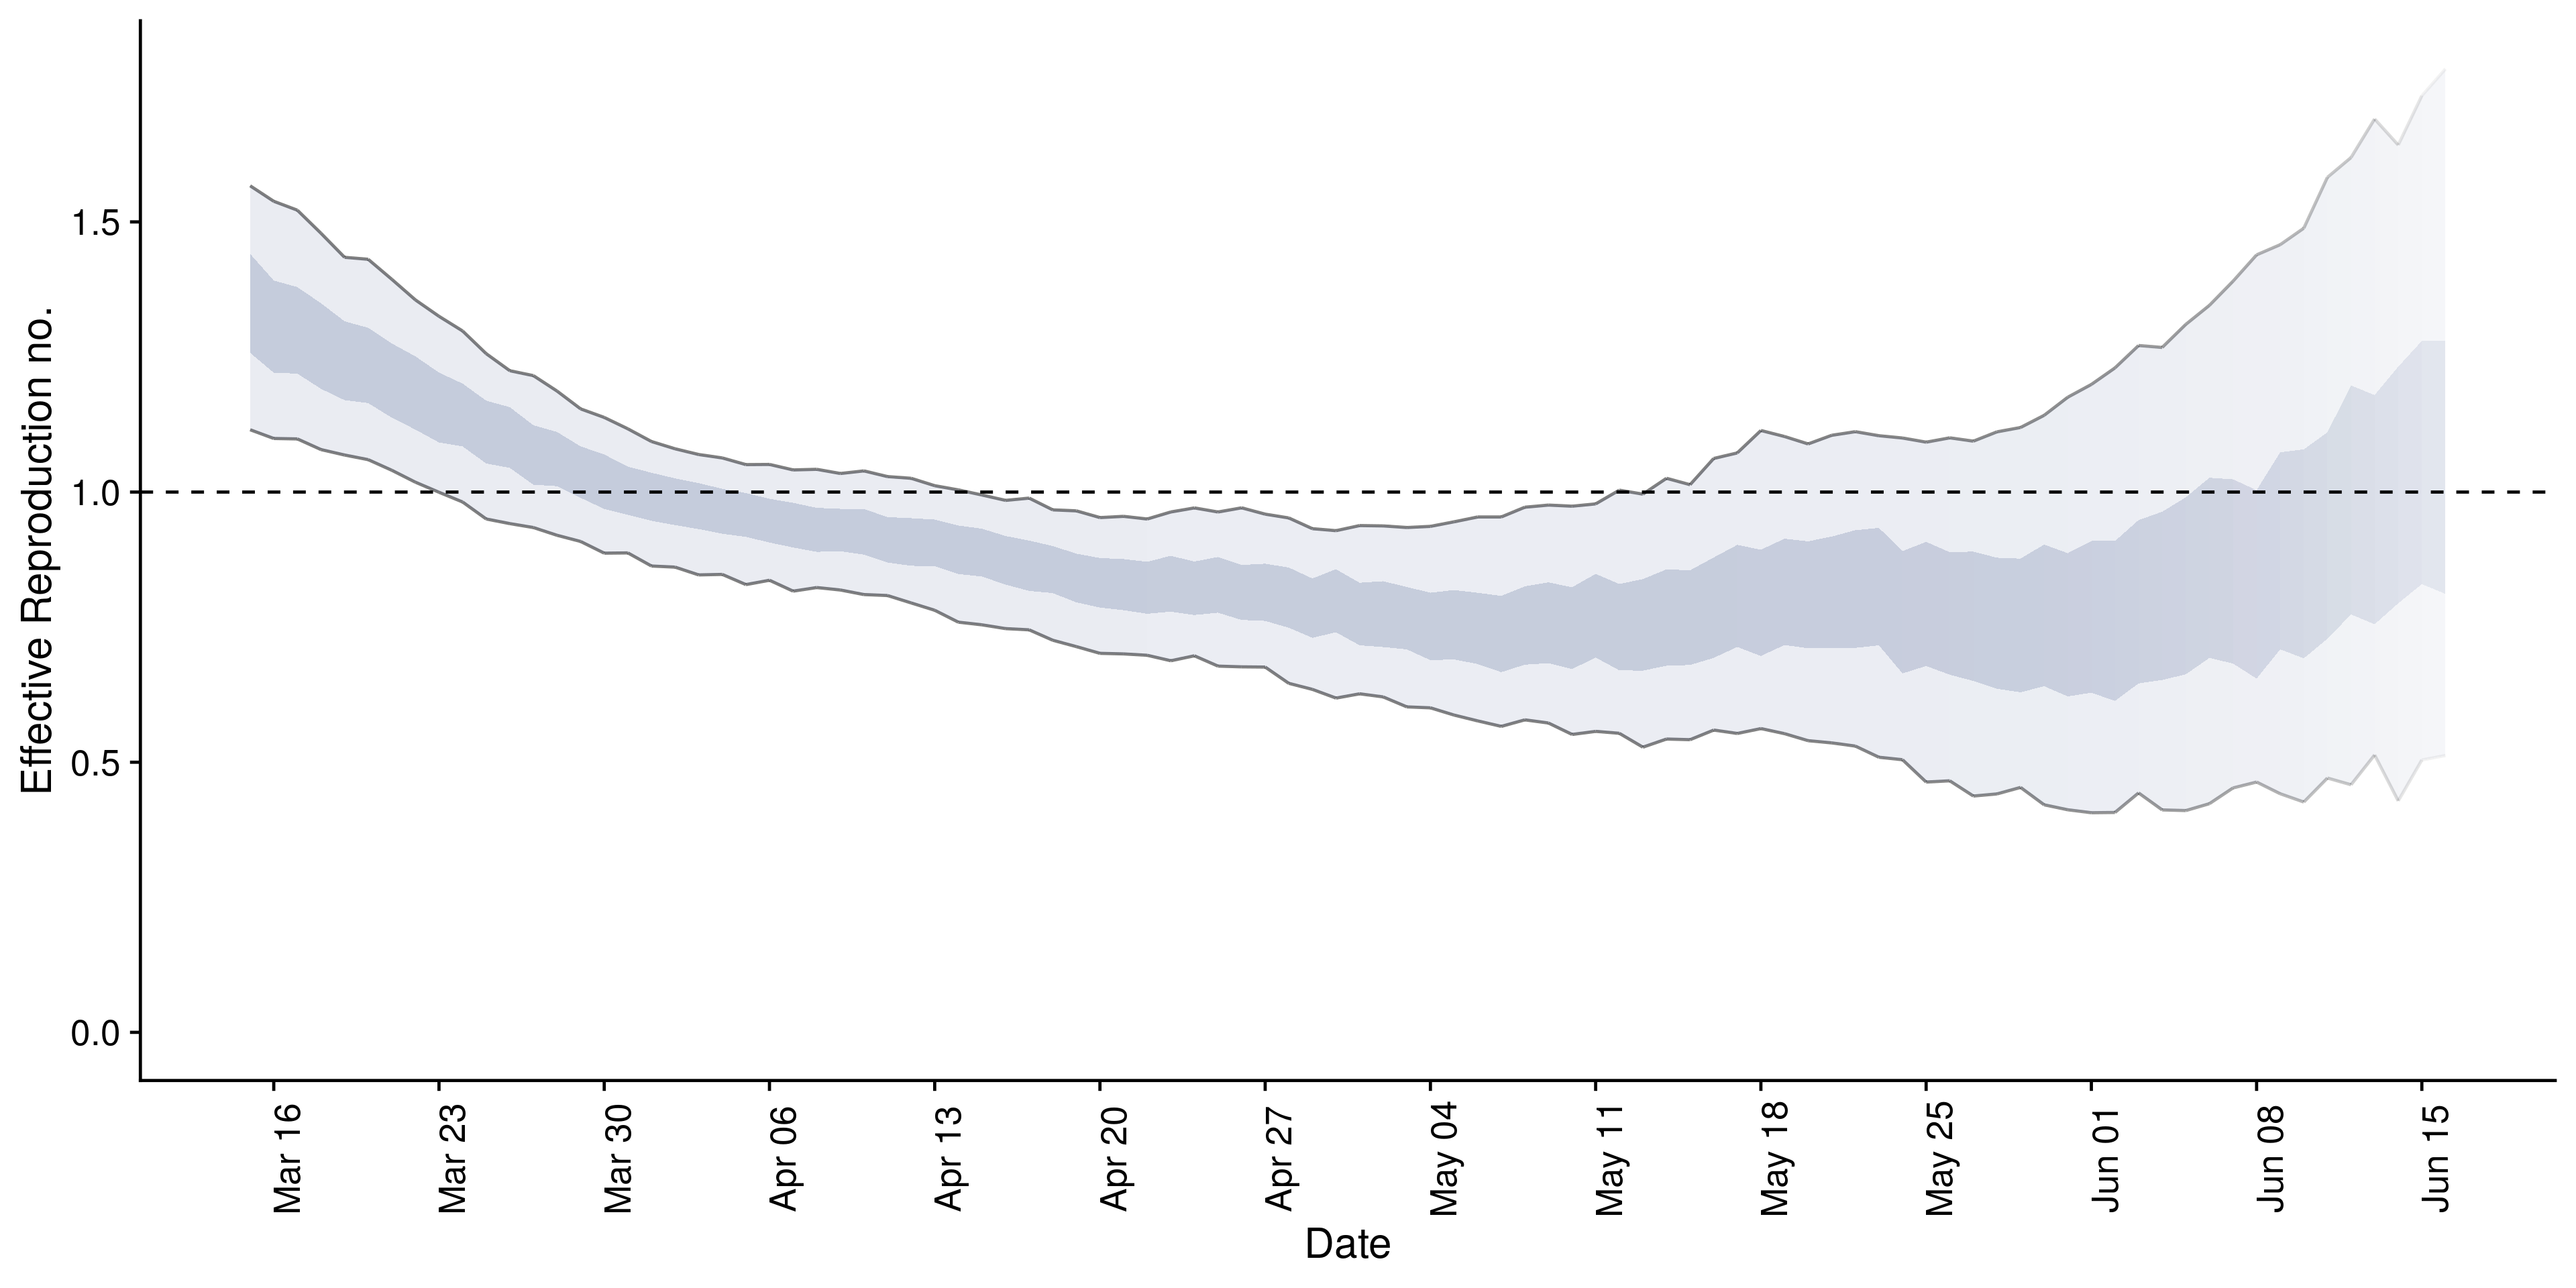 Effective Reproduction no.
1.5
1.0
0.5
0.0
Mar 16
Mar 23
Mar 30
Apr 06
Apr 13
Apr 20
Apr 27
May 04
May 11
May 18
May 25
Jun 01
Jun 08
Jun 15
Date